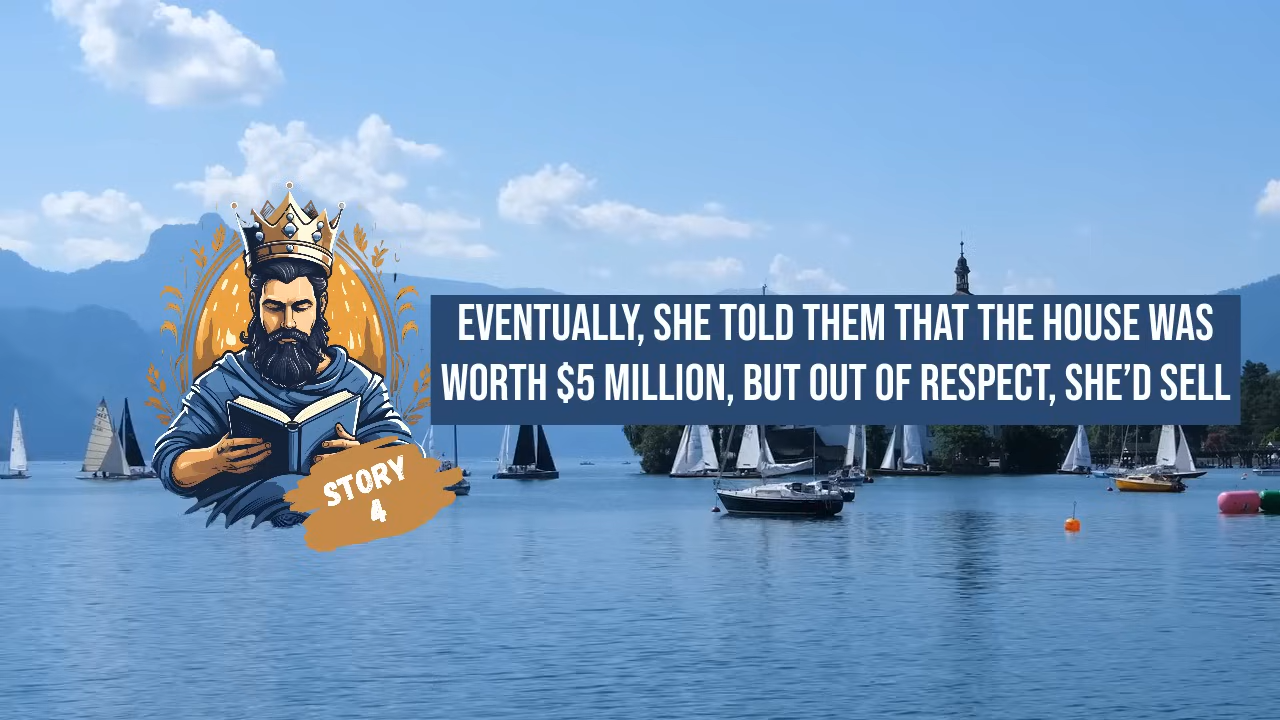 EVENTUALLY, SHE TOLD THEM THAT THE HOUSE WAS
WORTH $5 MILLION, BUT OUT OF RESPECT, SHE’D SELL
STORY
4